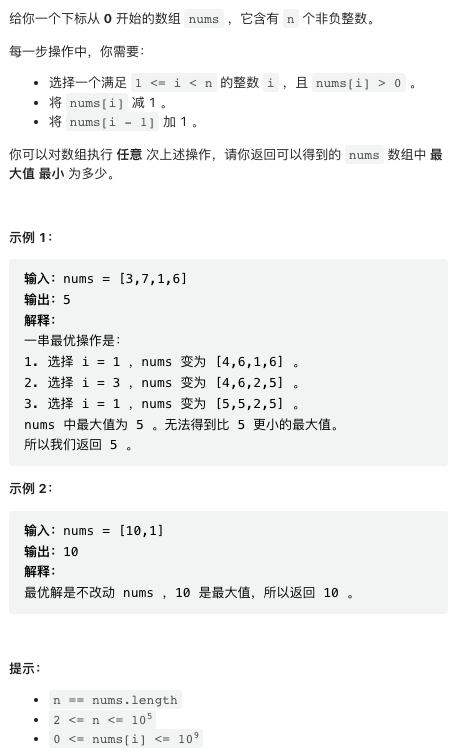 给你一个下标从 0 开始的数组 nums ，它含有 n 个非负整数。
每一步操作中，你需要：
• 选择一个满足 1 <= i < n 的整数 i ，且 nums[i] > 0 。
• 将 nums[i] 减 1 。
• 将 nums[i - 1] 加 1 。
你可以对数组执行 任意 次上述操作，请你返回可以得到的 nums 数组中 最
大值 最小 为多少。
示例 1：
输入：nums = [3,7,1,6]
输出：5
解释：
一串最优操作是：
1. 选择 i = 1 ，nums 变为 [4,6,1,6] 。
2. 选择 i = 3 ，nums 变为 [4,6,2,5] 。
3. 选择 i = 1 ，nums 变为 [5,5,2,5] 。
nums 中最大值为 5 。无法得到比 5 更小的最大值。
所以我们返回 5 。
示例 2：
输入：nums = [10,1]
输出：10
解释：
最优解是不改动 nums ，10 是最大值，所以返回 10 。
提示：
• n == nums.length
• 2 <= n <= 10⁵
• 0 <= nums[i] <= 10⁹